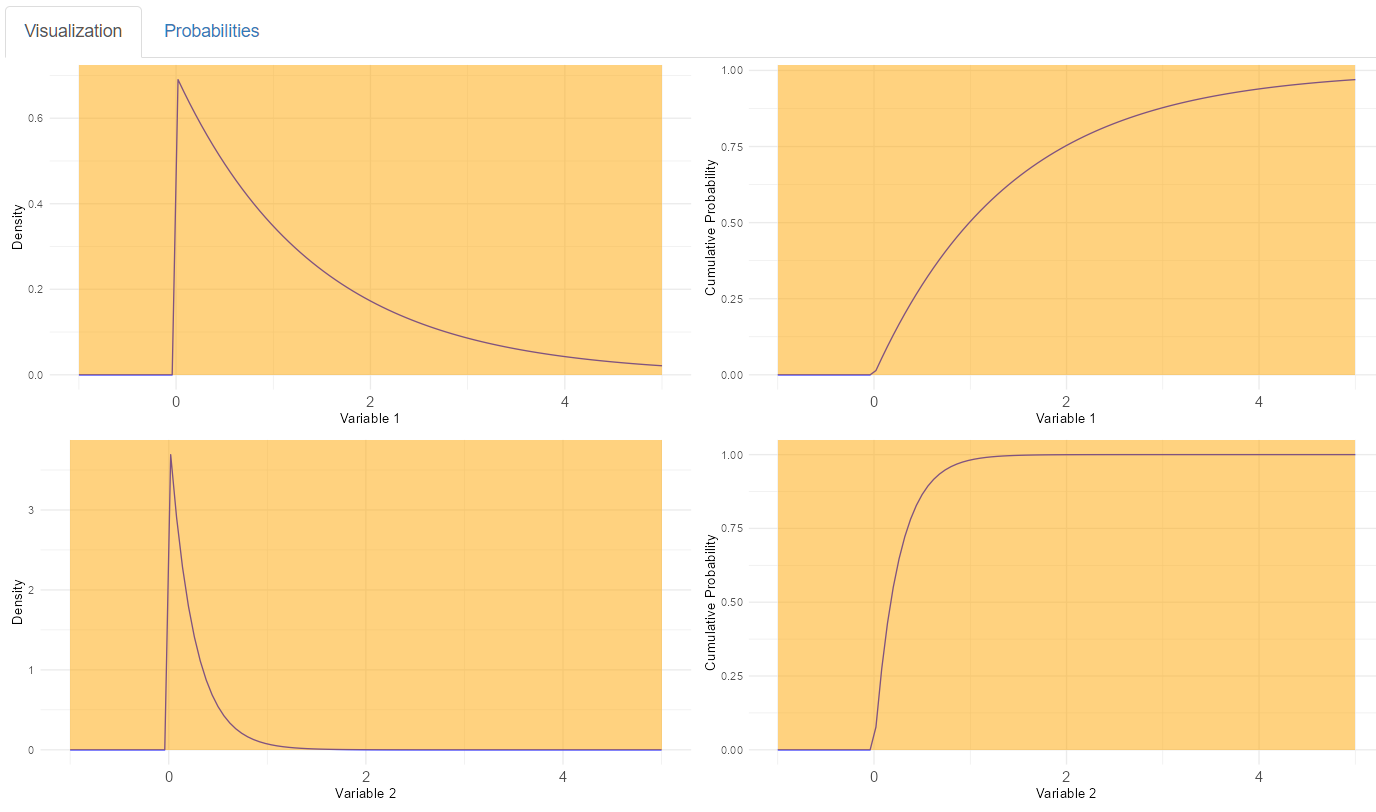 Visualization Probabilities
0.6
0.4
0.2
0.0
Density
0 2 4
Variable 1
1.00
0.75
0.50
0.25
0.00
Cumulative Probability
0 2 4
Variable 1
3
2
1
0
Density
0 2 4
Variable 2
1.00
0.75
0.50
0.25
0.00
Cumulative Probability
0 2 4
Variable 2